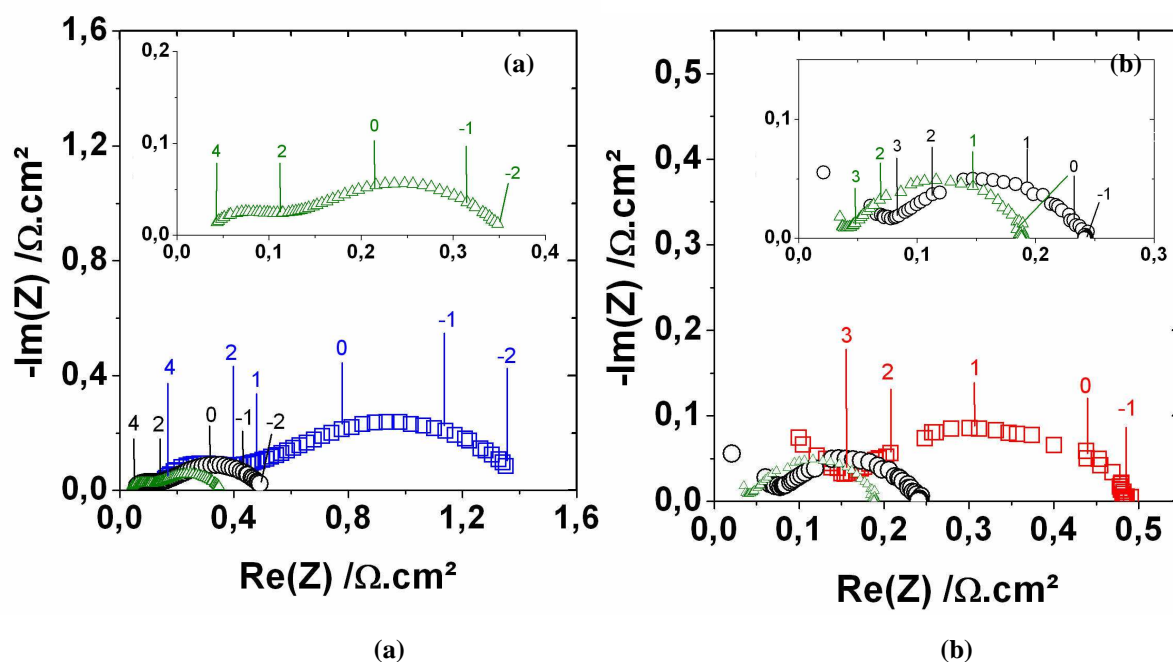 1,6
1,2
0,8
0,4
0,0
-Im(Z) /Ω.cm²
0,0 0,4 0,8 1,2 1,6
Re(Z) /Ω.cm²
(a)
0,2
0,1
0,0
0,0 0,1 0,2 0,3 0,4
4 2 0 -1 -2
4 2 1 0 -1 -2
4 2 0 -1 -2
(a)
0,5
0,4
0,3
0,2
0,1
0,0
-Im(Z) /Ω.cm²
0,0 0,1 0,2 0,3 0,4 0,5
Re(Z) /Ω.cm²
(b)
0,1
0,0
0,0 0,1 0,2 0,3
3 2 3 2 1 1 0 -1
3 2 1 0 -1
(b)